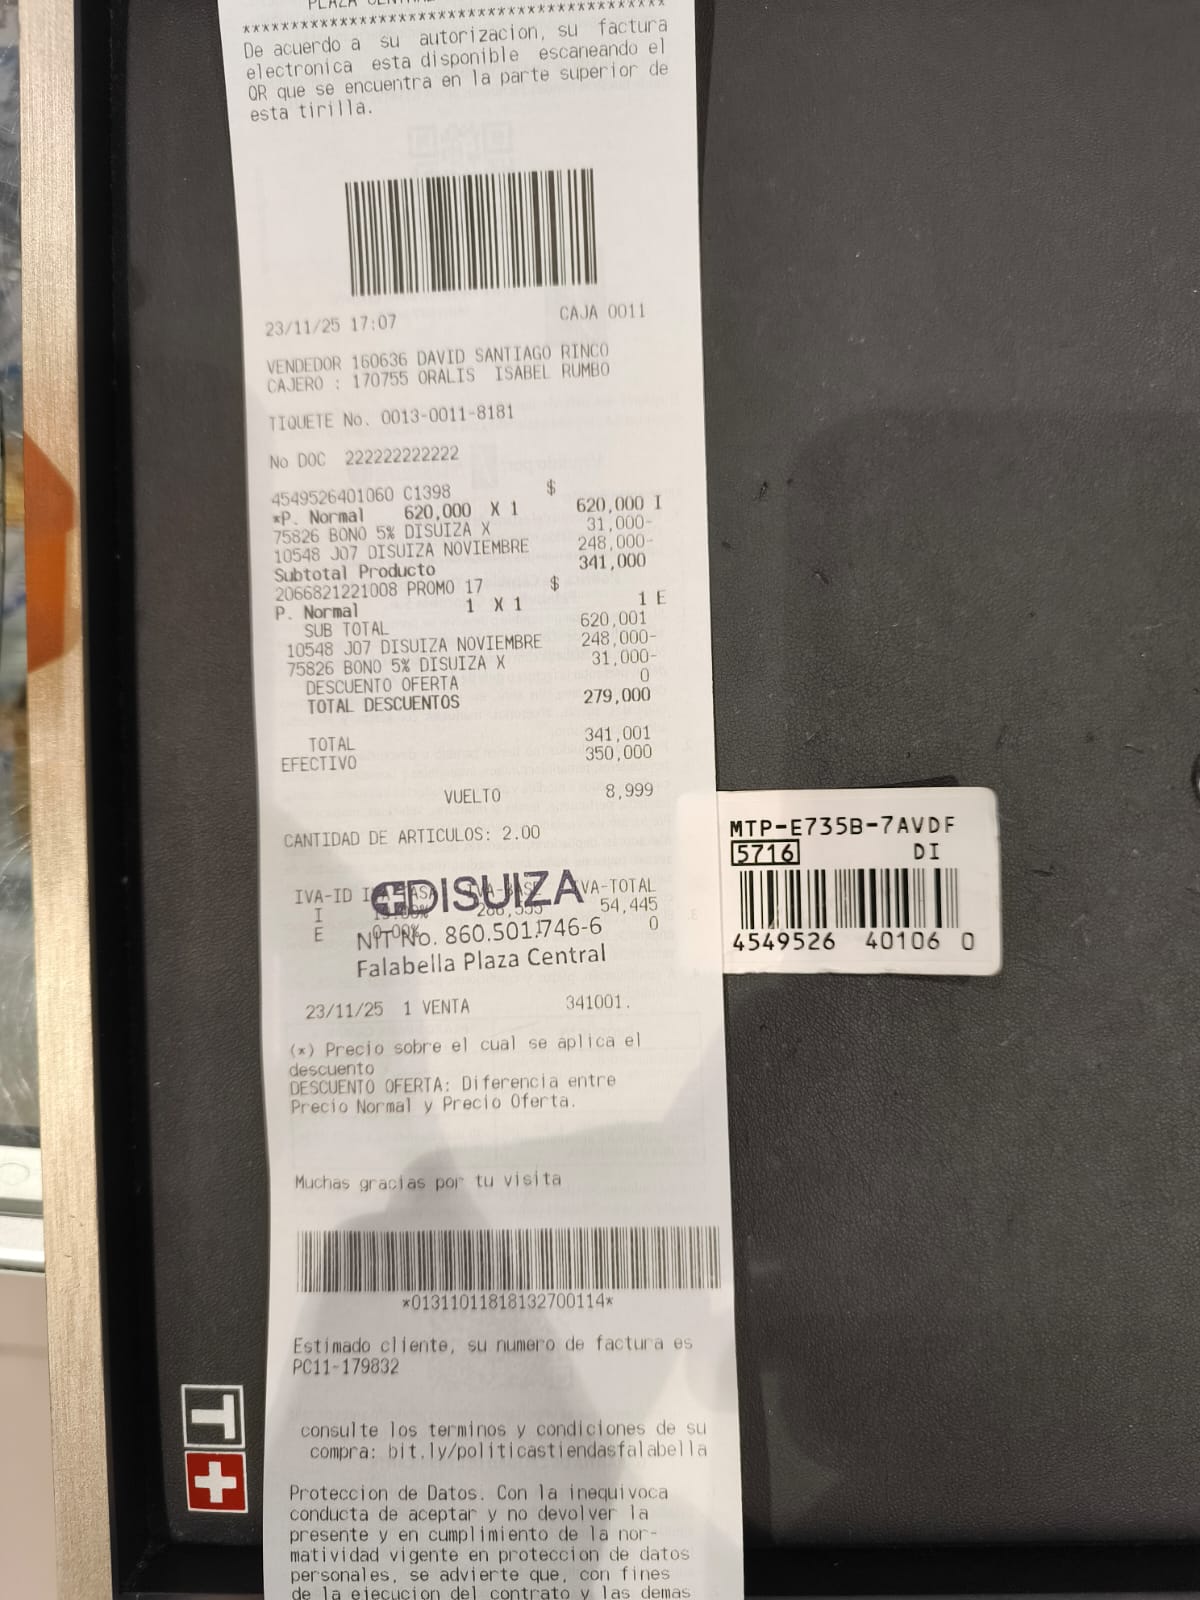 De acuerdo a su autorizacion, su factura
electronica esta disponible escaneando el
QR que se encuentra en la parte superior de
esta tirilla.
23/11/25 17:07 CAJA 0011
VENDEDOR 160636 DAVID SANTIAGO RINCO
CAJERO : 170755 ORALIS ISABEL RUMBO
TIQUETE No. 0013-0011-8181
No DOC 222222222222
4549526401060 C1398 $
*P. Normal 620,000 X 1 620,000 I
75826 BONO 5% DISUIZA X 31,000-
10548 J07 DISUIZA NOVIEMBRE 248,000-
Subtotal Producto 341,000
2066821221008 PROMO 17 $
P. Normal 1 X 1 1 E
SUB TOTAL 620,001
10548 J07 DISUIZA NOVIEMBRE 248,000-
75826 BONO 5% DISUIZA X 31,000-
DESCUENTO OFERTA 0
TOTAL DESCUENTOS 279,000
TOTAL 341,001
EFECTIVO 350,000
VUELTO 8,999
CANTIDAD DE ARTICULOS: 2.00
IVA-ID IVA-TOTAL
I 54,445
E 0
DISUIZA
NIT No. 860.501.746-6
Falabella Plaza Central
23/11/25 1 VENTA 341001.
(*) Precio sobre el cual se aplica el
descuento
DESCUENTO OFERTA: Diferencia entre
Precio Normal y Precio Oferta.
Muchas gracias por tu visita
*01311011818132700114*
Estimado cliente, su numero de factura es
PC11-179832
consulte los terminos y condiciones de su
compra: bit.ly/politicastiendasfalabella
Proteccion de Datos. Con la inequivoca
conducta de aceptar y no devolver la
presente y en cumplimiento de la nor-
matividad vigente en proteccion de datos
personales, se advierte que, con fines
de la ejecucion del contrato y las demas
MTP-E735B-7AVDF
5716 DI
4549526 40106 0
T